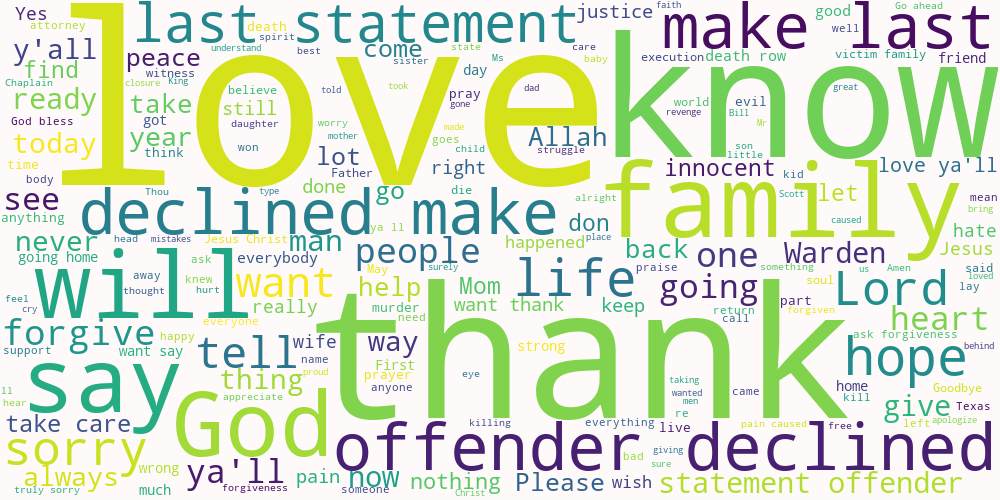 Yes
attorney
death
spirit
last statement
justice
faith
make last
good
Go ahead
well
y'all
understand
best
come
state
care
love
know
find
peace
sister
Ms
baby
execution
death row
victim family
friend
Chaplain
witness
closure
King
day
ready
take
believe
told
took
pray
gone
dad
world
evil
great
revenge
Bill
Mr
God bless
got
year
still
daughter
worry
mother
goes
Allah
struggle
son
little
today
think
won
lot
child
right
innocent
love ya'll
time
body
Father
kid
see
Thou
type
done
go
die
alright
family
Scott
let
mean
bring
anything
declined make
don
place
caused
hate
never
head
mistakes
Jesus Christ
man
ya ll
people
happened
back
one
Warden
Jesus
going home
ask
everybody
May
surely
praise
something
us
Amen
said
loved
feel
cry
will
away
thought
knew
hurt
want
help
Mom
life
going
soul
Lord
lay
really
murder
need
want thank
keep
return
call
part
forgiven
heart
forgive
happy
everyone
wife
way
strong
ask forgiveness
behind
support
want say
tell
name
First
thank
hope
say
thing
proud
prayer
anyone
eye
taking
wanted
men
came
home
kill
Goodbye
ll
hear
God
appreciate
re
give
Texas
take care
killing
everything
live
pain caused
free
left
apologize
sorry
offender declined
wrong
ya'll
pain
now
bad
sure
giving
always
forgiveness
someone
nothing
Please
wish
statement offender
truly sorry
much
Christ